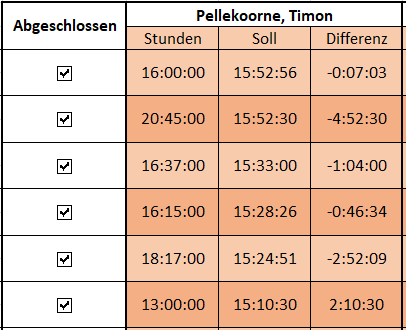 Abgeschlossen
Pellekoorne, Timon
Stunden Soll Differenz
16:00:00 15:52:56 -0:07:03
20:45:00 15:52:30 -4:52:30
16:37:00 15:33:00 -1:04:00
16:15:00 15:28:26 -0:46:34
18:17:00 15:24:51 -2:52:09
13:00:00 15:10:30 2:10:30